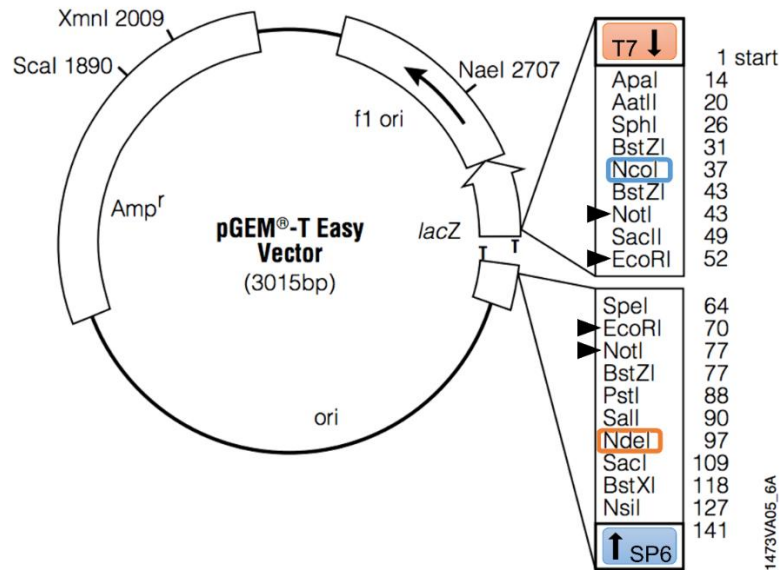 XmnI 2009
ScaI 1890
NaeI 2707
f1 ori
Ampr
pGEM®-T Easy
Vector
(3015bp)
lacZ
T T
ori
T7 ↓
1 start
ApaI 14
AatII 20
SphI 26
BstZI 31
NcoI 37
BstZI 43
NotI 43
SacII 49
EcoRI 52
SpeI 64
EcoRI 70
NotI 77
BstZI 77
PstI 88
SalI 90
NdeI 97
SacI 109
BstXI 118
NsiI 127
141
↑ SP6
1473VA05_6A